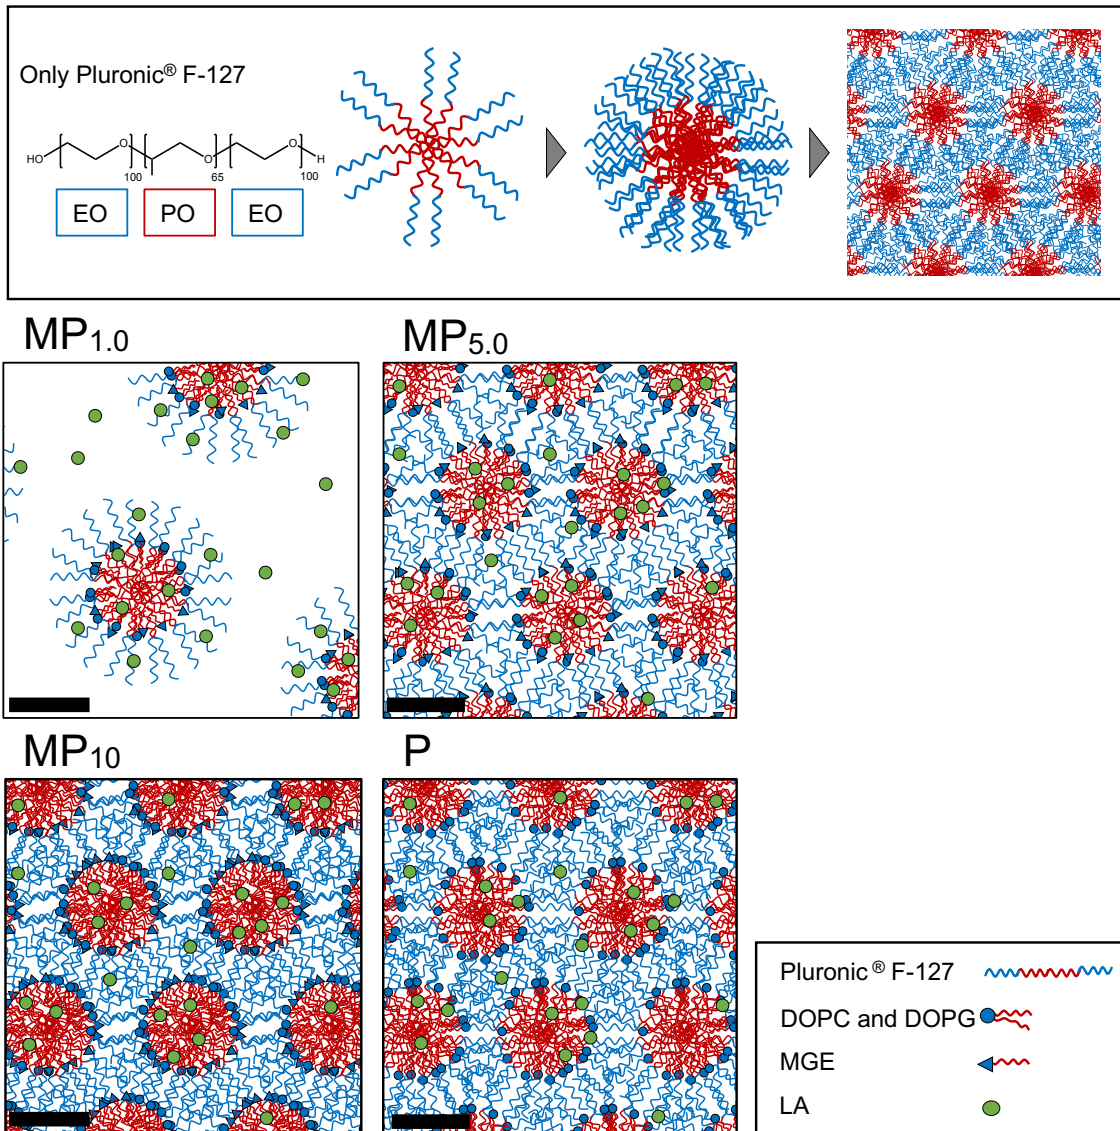 Only Pluronic® F-127
HO
O
O
O
H
100
65
100
EO
PO
EO
MP1.0
MP5.0
MP10
P
Pluronic® F-127
DOPC and DOPG
MGE
LA